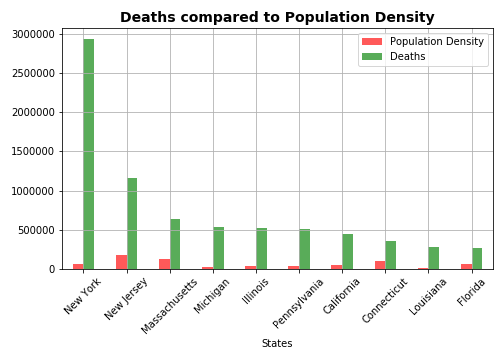 Deaths compared to Population Density
Population Density
Deaths
3000000
2500000
2000000
1500000
1000000
500000
0
New York
New Jersey
Massachusetts
Michigan
Illinois
Pennsylvania
California
Connecticut
Louisiana
Florida
States